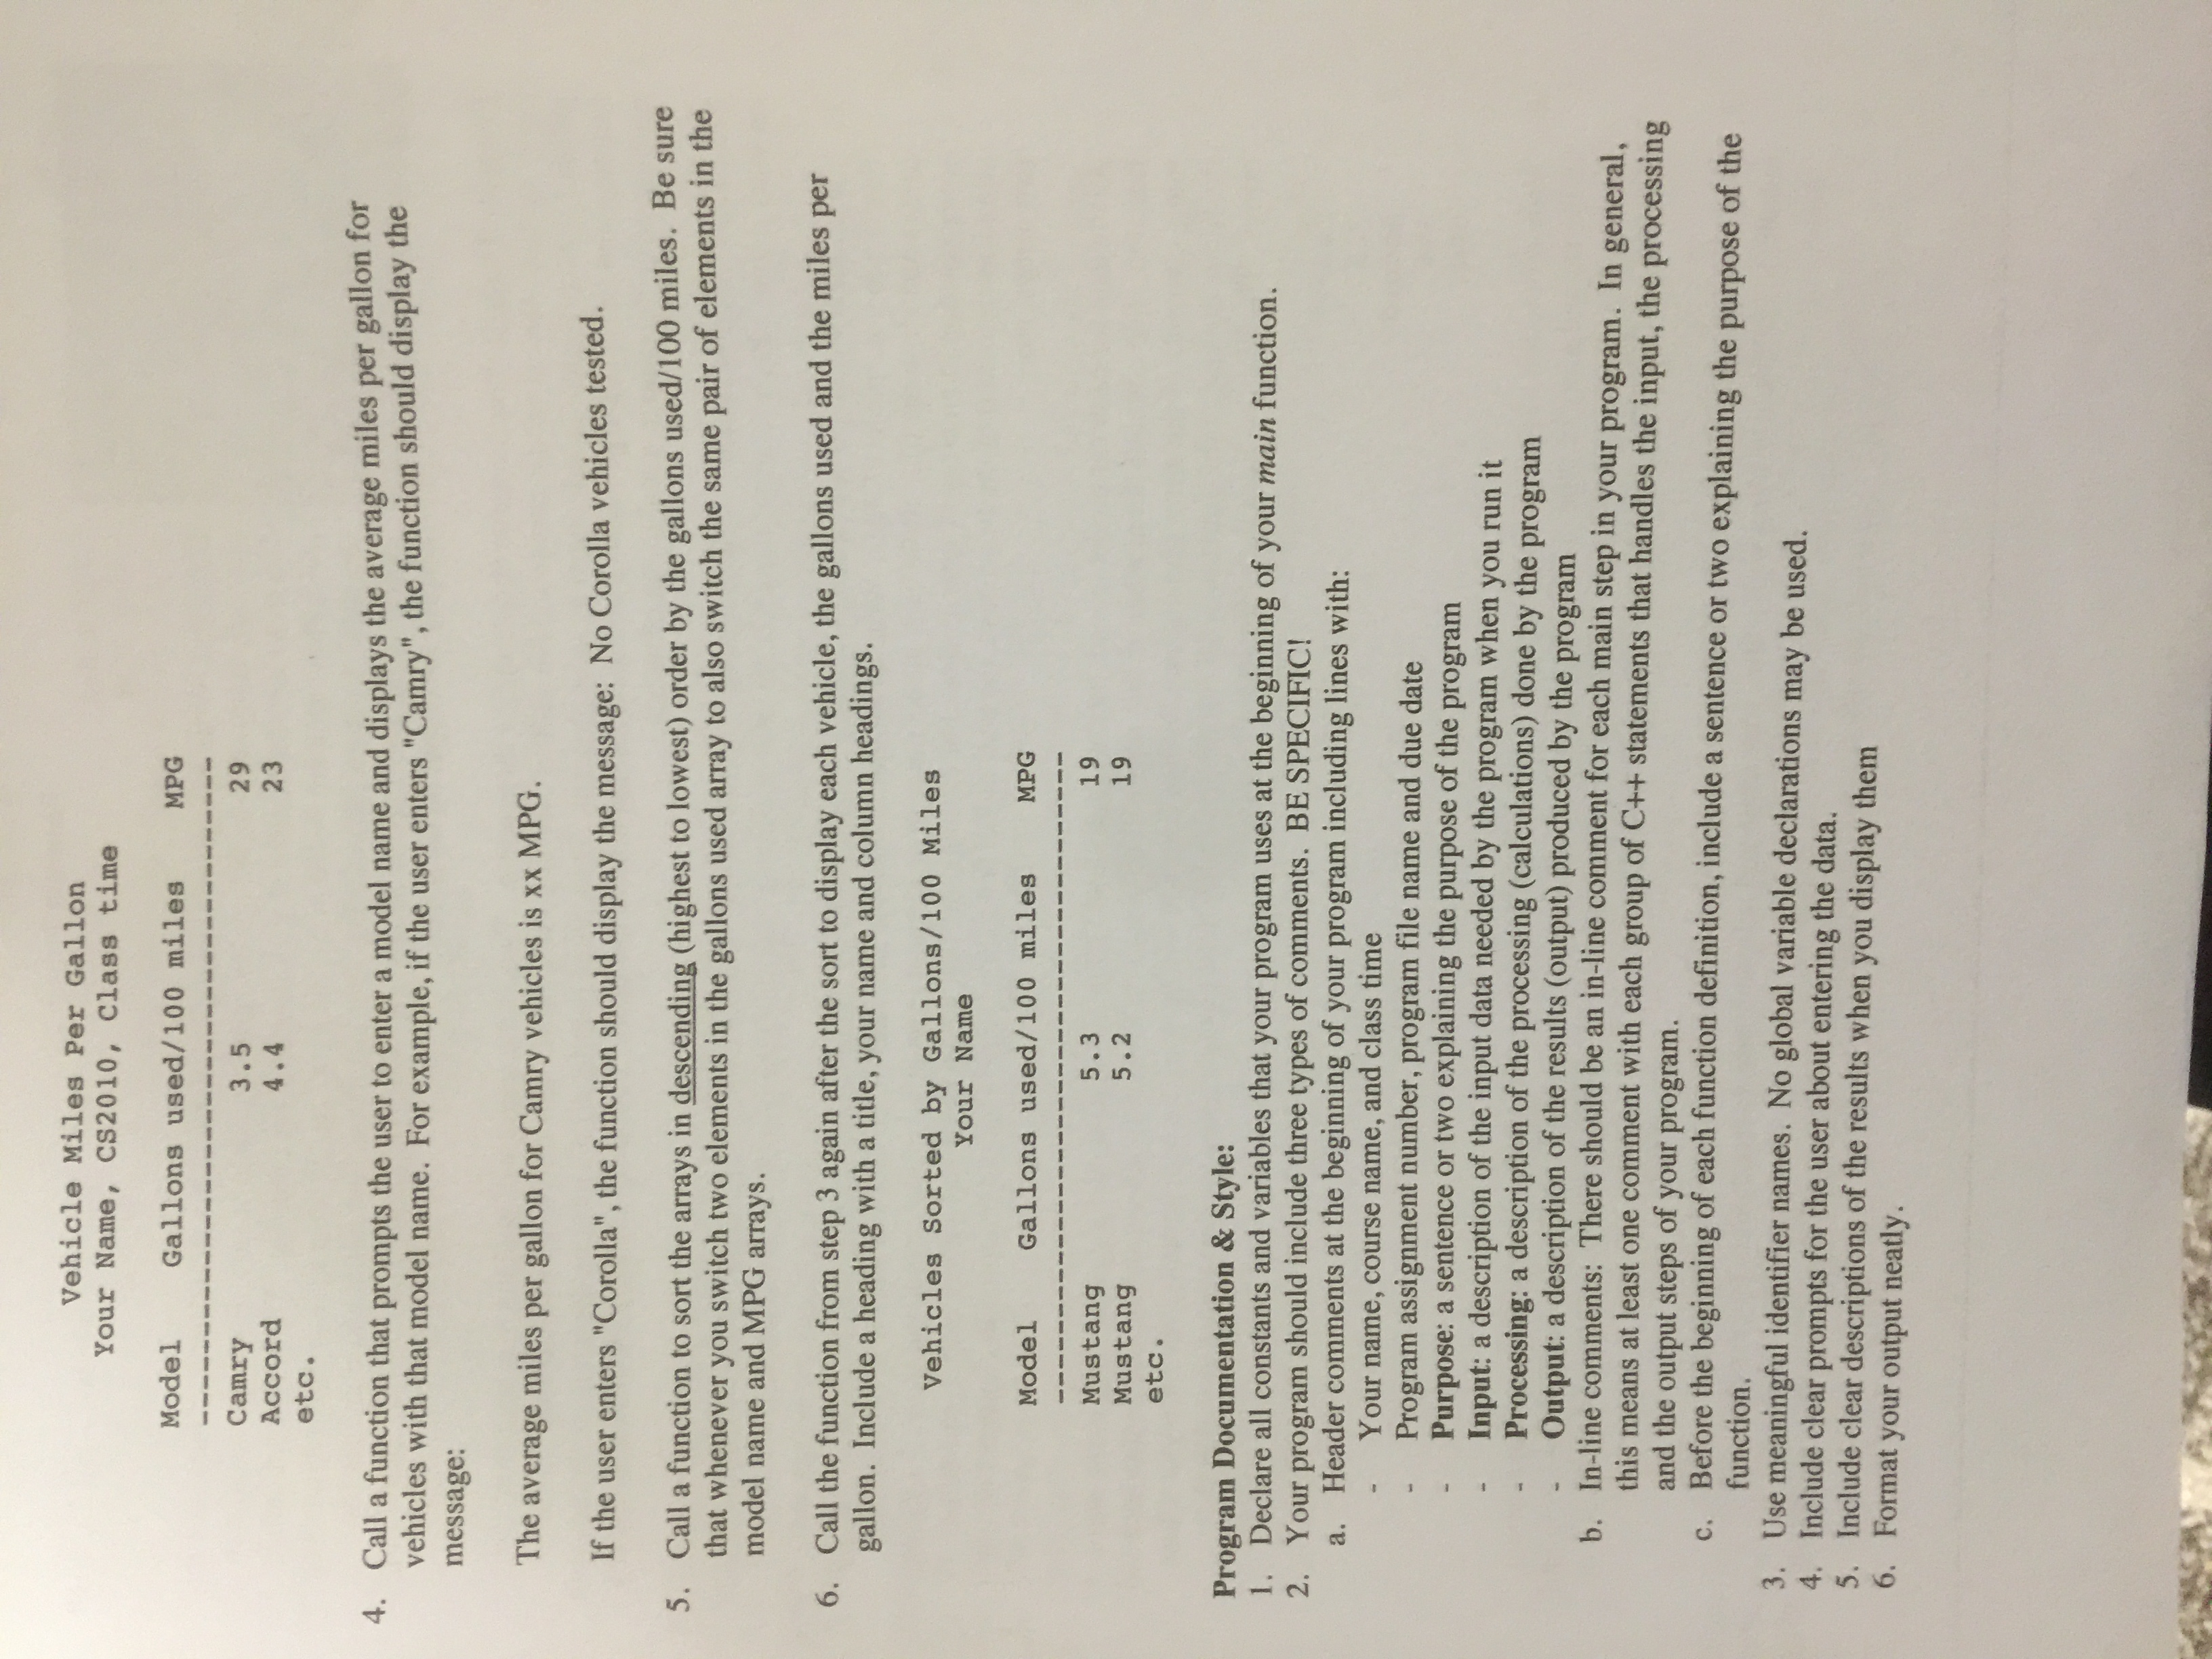 Vehicle Miles Per Gallon
Your Name, CS2010, Class time
Model Gallons used/100 miles MPG
--------------------------------------
Camry 3.5 29
Accord 4.4 23
etc.
4. Call a function that prompts the user to enter a model name and displays the average miles per gallon for
vehicles with that model name. For example, if the user enters "Camry", the function should display the
message:
The average miles per gallon for Camry vehicles is xx MPG.
If the user enters "Corolla", the function should display the message: No Corolla vehicles tested.
5. Call a function to sort the arrays in descending (highest to lowest) order by the gallons used/100 miles. Be sure
that whenever you switch two elements in the gallons used array to also switch the same pair of elements in the
model name and MPG arrays.
6. Call the function from step 3 again after the sort to display each vehicle, the gallons used and the miles per
gallon. Include a heading with a title, your name and column headings.
Vehicles Sorted by Gallons/100 Miles
Your Name
Model Gallons used/100 miles MPG
--------------------------------------
Mustang 5.3 19
Mustang 5.2 19
etc.
Program Documentation & Style:
1. Declare all constants and variables that your program uses at the beginning of your main function.
2. Your program should include three types of comments. BE SPECIFIC!
a. Header comments at the beginning of your program including lines with:
- Your name, course name, and class time
- Program assignment number, program file name and due date
- Purpose: a sentence or two explaining the purpose of the program
- Input: a description of the input data needed by the program when you run it
- Processing: a description of the processing (calculations) done by the program
- Output: a description of the results (output) produced by the program
b. In-line comments: There should be an in-line comment for each main step in your program. In general,
this means at least one comment with each group of C++ statements that handles the input, the processing
and the output steps of your program.
c. Before the beginning of each function definition, include a sentence or two explaining the purpose of the
function.
3. Use meaningful identifier names. No global variable declarations may be used.
4. Include clear prompts for the user about entering the data.
5. Include clear descriptions of the results when you display them
6. Format your output neatly.